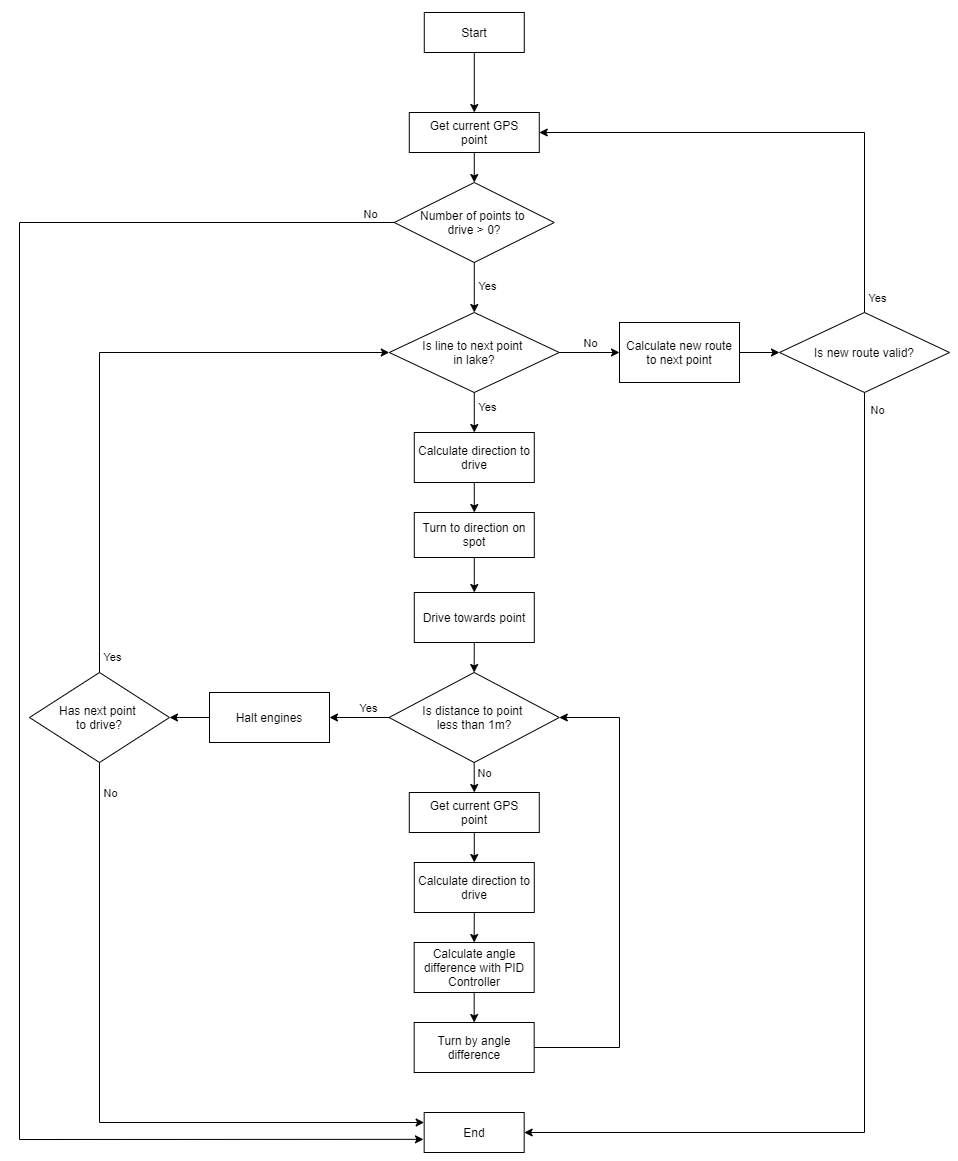 Start
Get current GPS
point
No
Number of points to
drive > 0?
Yes
Yes
Is line to next point
in lake?
No
Calculate new route
to next point
Is new route valid?
Yes
No
Calculate direction to
drive
Turn to direction on
spot
Drive towards point
Yes
Has next point
to drive?
Halt engines
Yes
Is distance to point
less than 1m?
No
No
Get current GPS
point
Calculate direction to
drive
Calculate angle
difference with PID
Controller
Turn by angle
difference
End